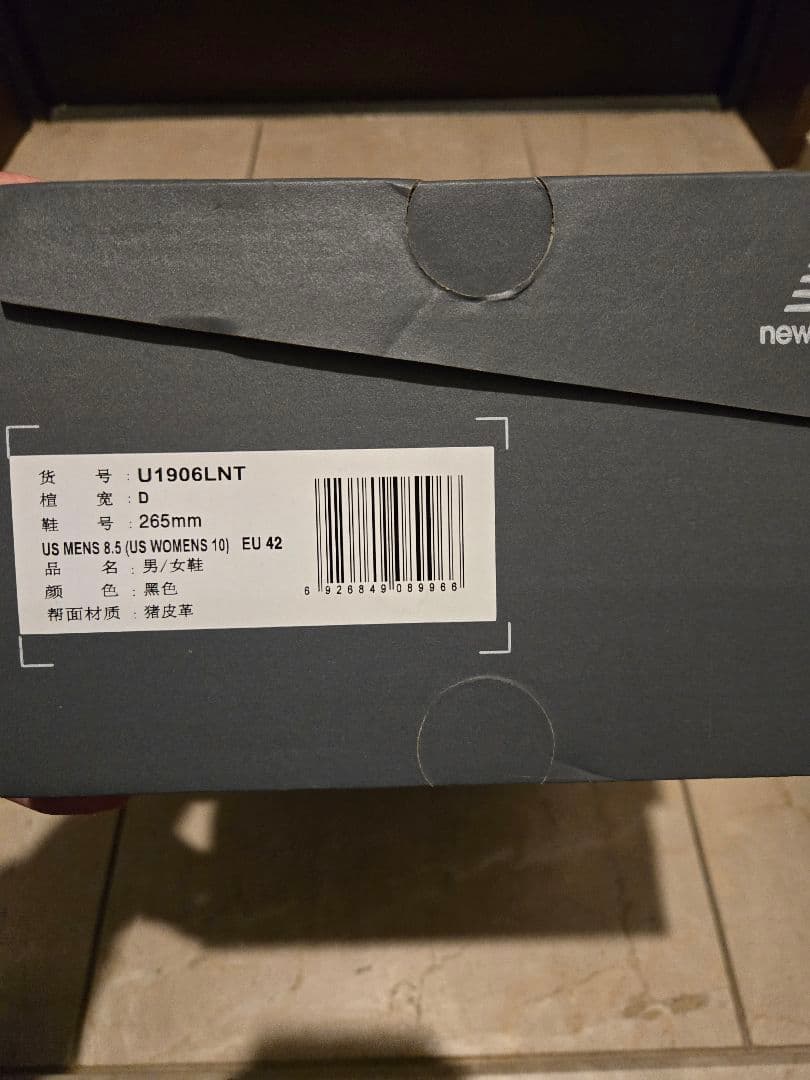 new
货 号 : U1906LNT
楦 宽 : D
鞋 号 : 265mm
US MENS 8.5 (US WOMENS 10) EU 42
品 名 : 男/女鞋
颜 色 : 黑色
帮面材质 : 猪皮革
6 926849 089966